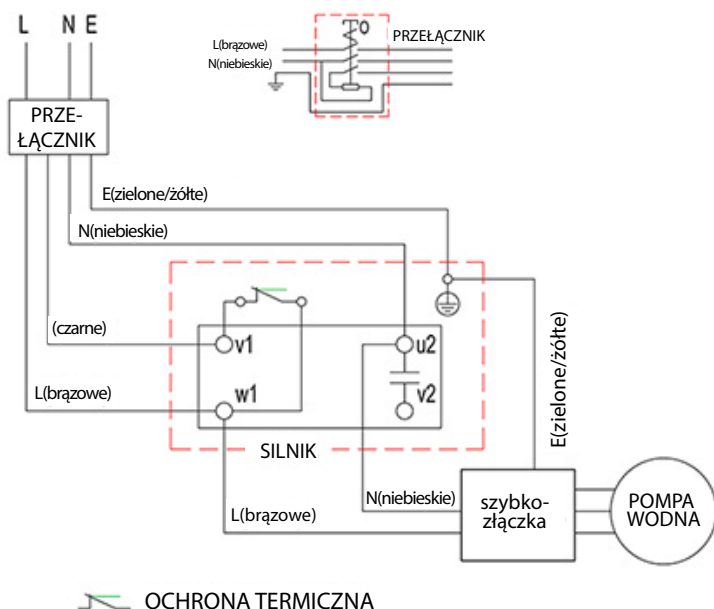 L N E
PRZE-
ŁĄCZNIK
L(brązowe)
N(niebieskie)
O
PRZEŁĄCZNIK
E(zielone/żółte)
N(niebieskie)
(czarne)
L(brązowe)
v1
u2
w1
v2
SILNIK
E(zielone/żółte)
N(niebieskie)
L(brązowe)
szybko-
złączka
POMPA
WODNA
OCHRONA TERMICZNA